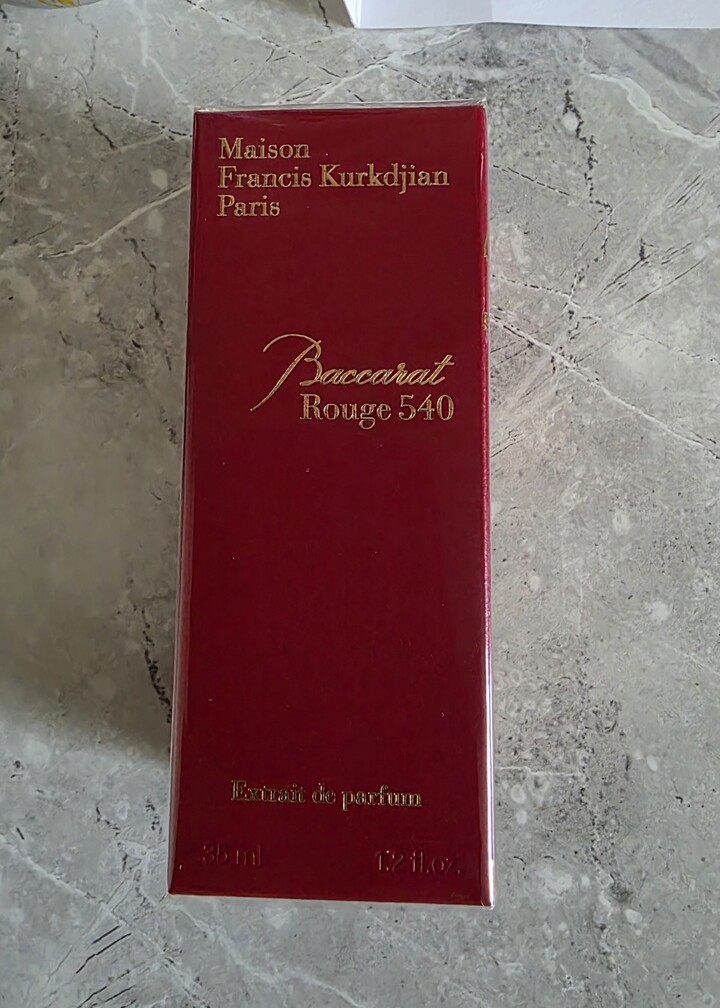 Maison
Francis Kurkdjian
Paris
Baccarat
Rouge 540
Extrait de parfum
35 ml 1.2 fl.oz.